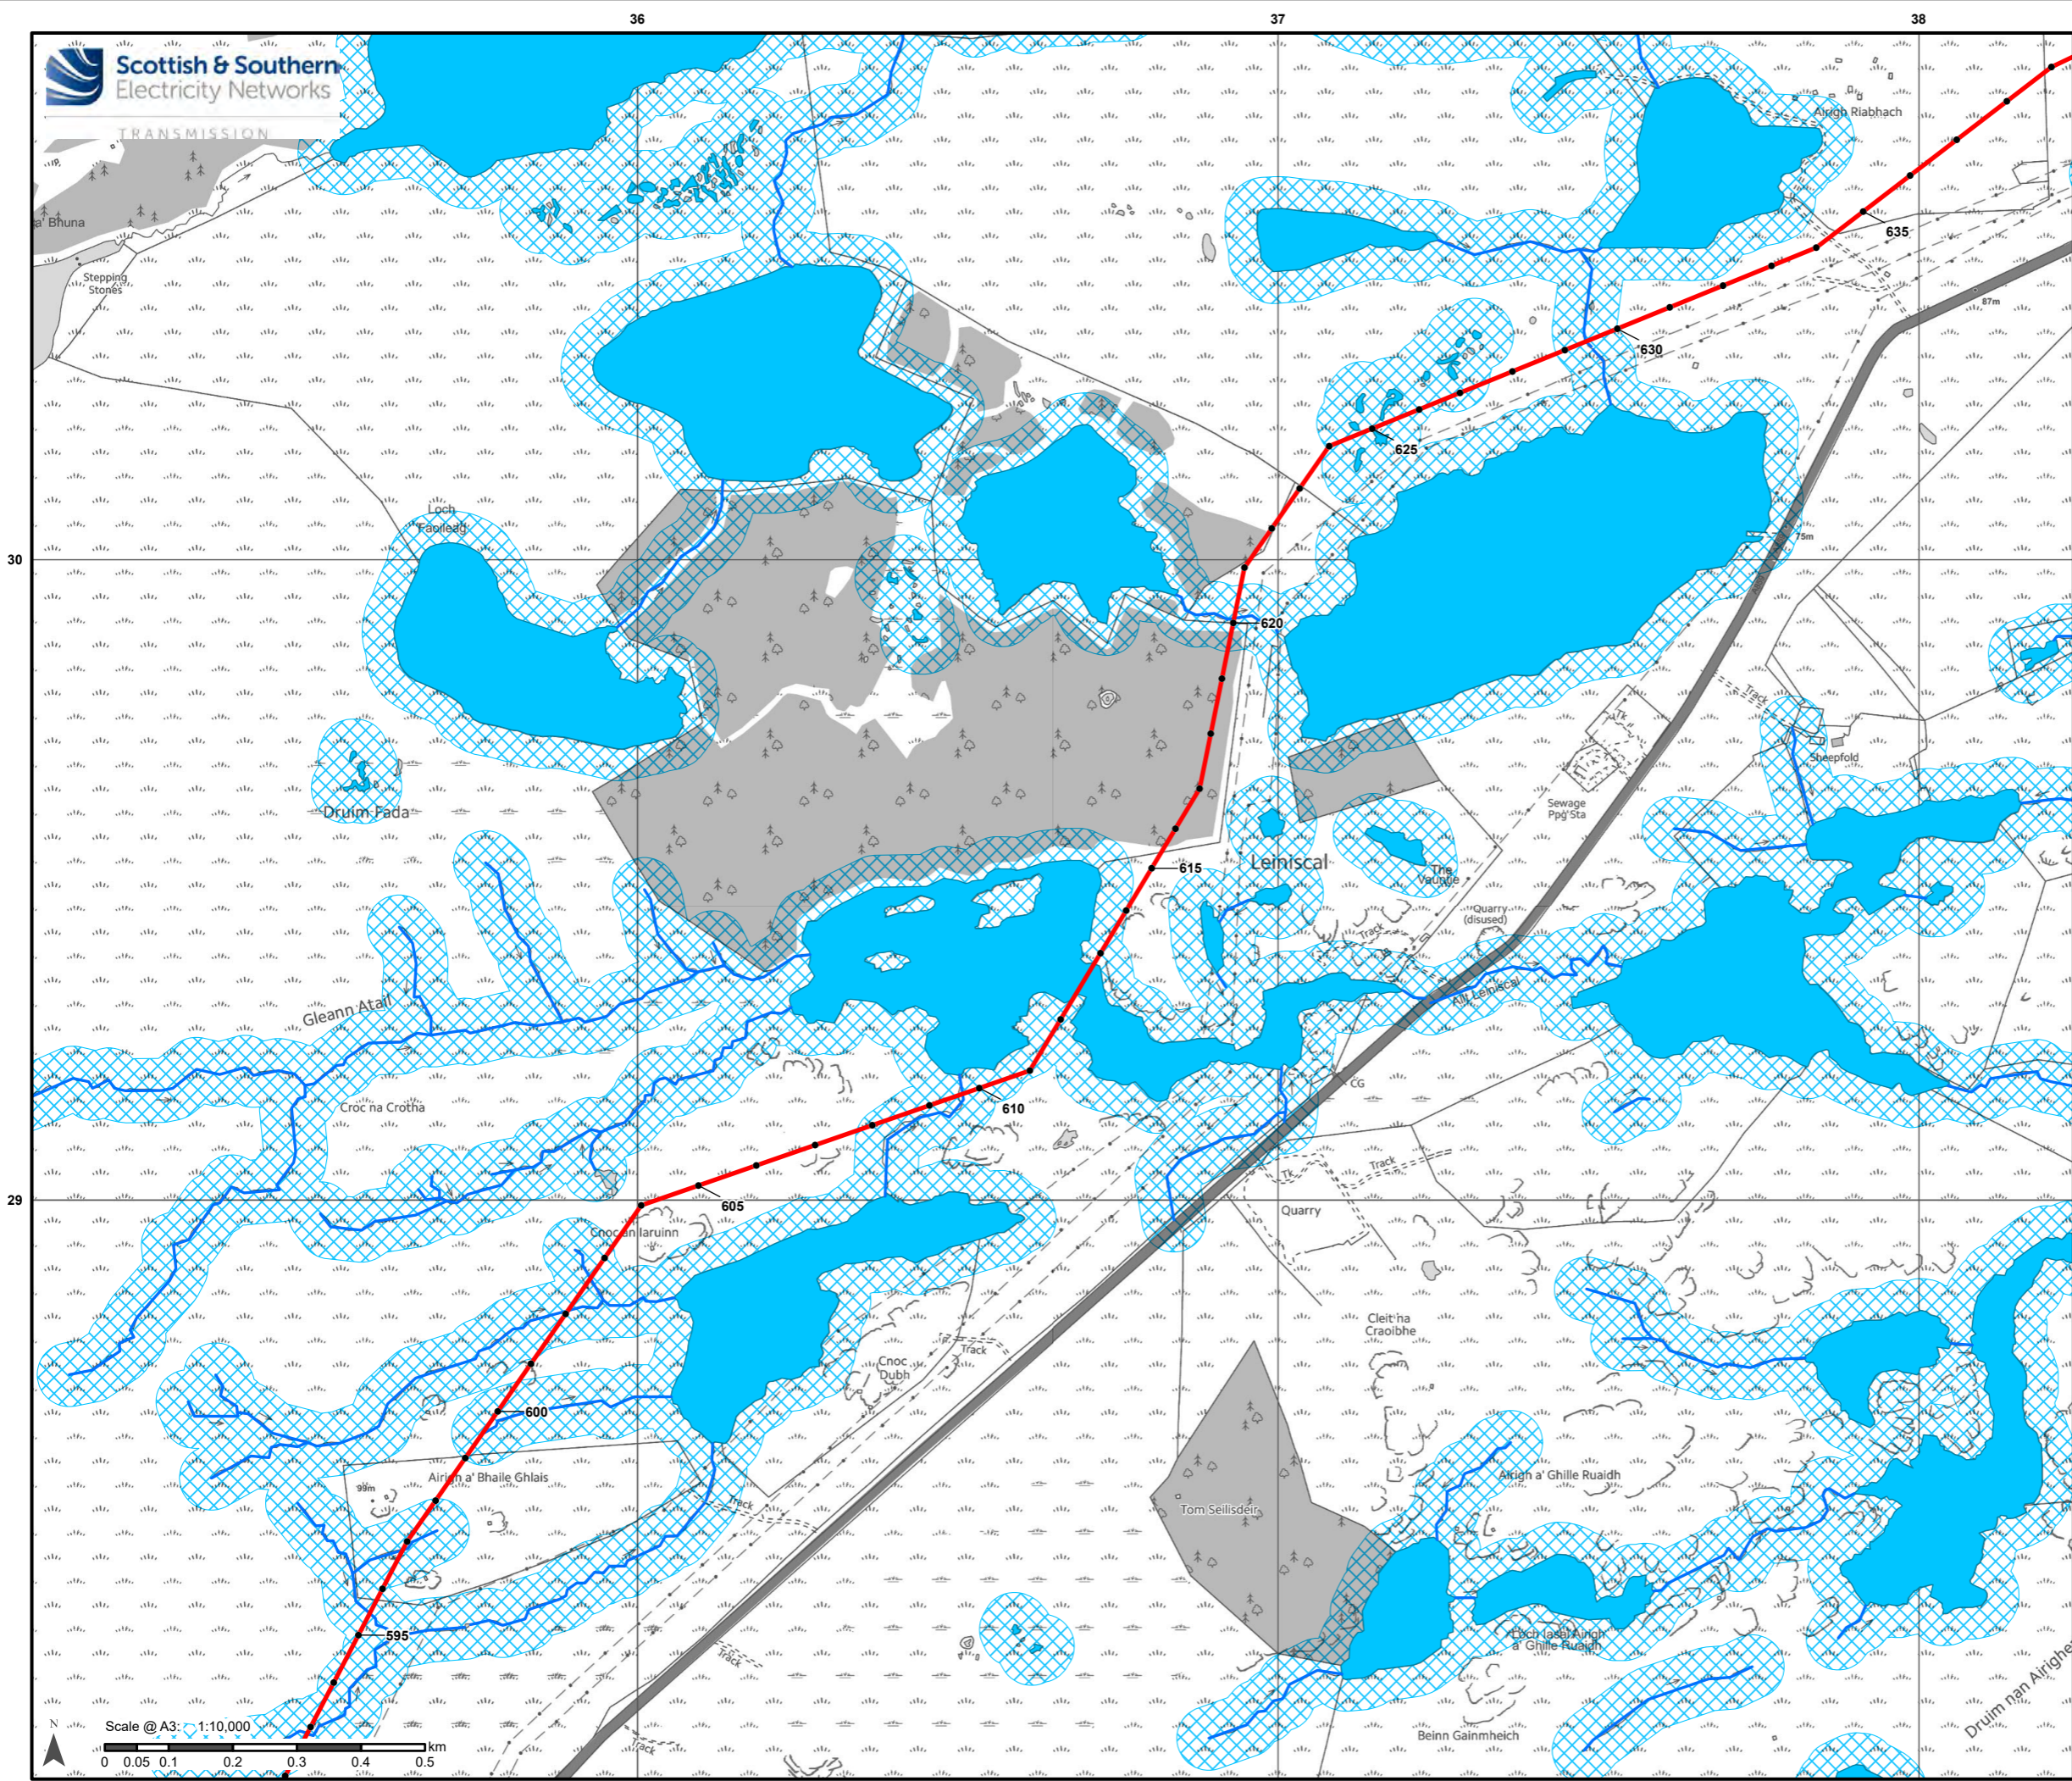 36
37
38
Scottish & Southern
Electricity Networks
TRANSMISSION
Airigh Riabhach
a' Bhuna
635
Stepping
Stones
87m
630
625
Loch
Faoileag
75m
30
620
Track
Tk
Sheepfold
Sewage
Ppg Sta
Druim Fada
Leiniscal
615
The
Vauntie
Quarry
(disused)
Track
Allt Leiniscal
Gleann Atail
CG
Croc na Crotha
610
Tk
Track
29
605
Quarry
Cnoc an Iaruinn
Cleit na
Craoibhe
Track
Cnoc
Dubh
600
Airigh a' Bhaile Ghlais
Airigh a' Ghille Ruaidh
99m
Track
Tom Seilisdeir
595
Loch Iasal Airigh
a' Ghille Ruaidh
Track
Druim nan Airighe
N
Scale @ A3: 1:10,000
Beinn Gainmheich
km
Track
0 0.05 0.1 0.2 0.3 0.4 0.5